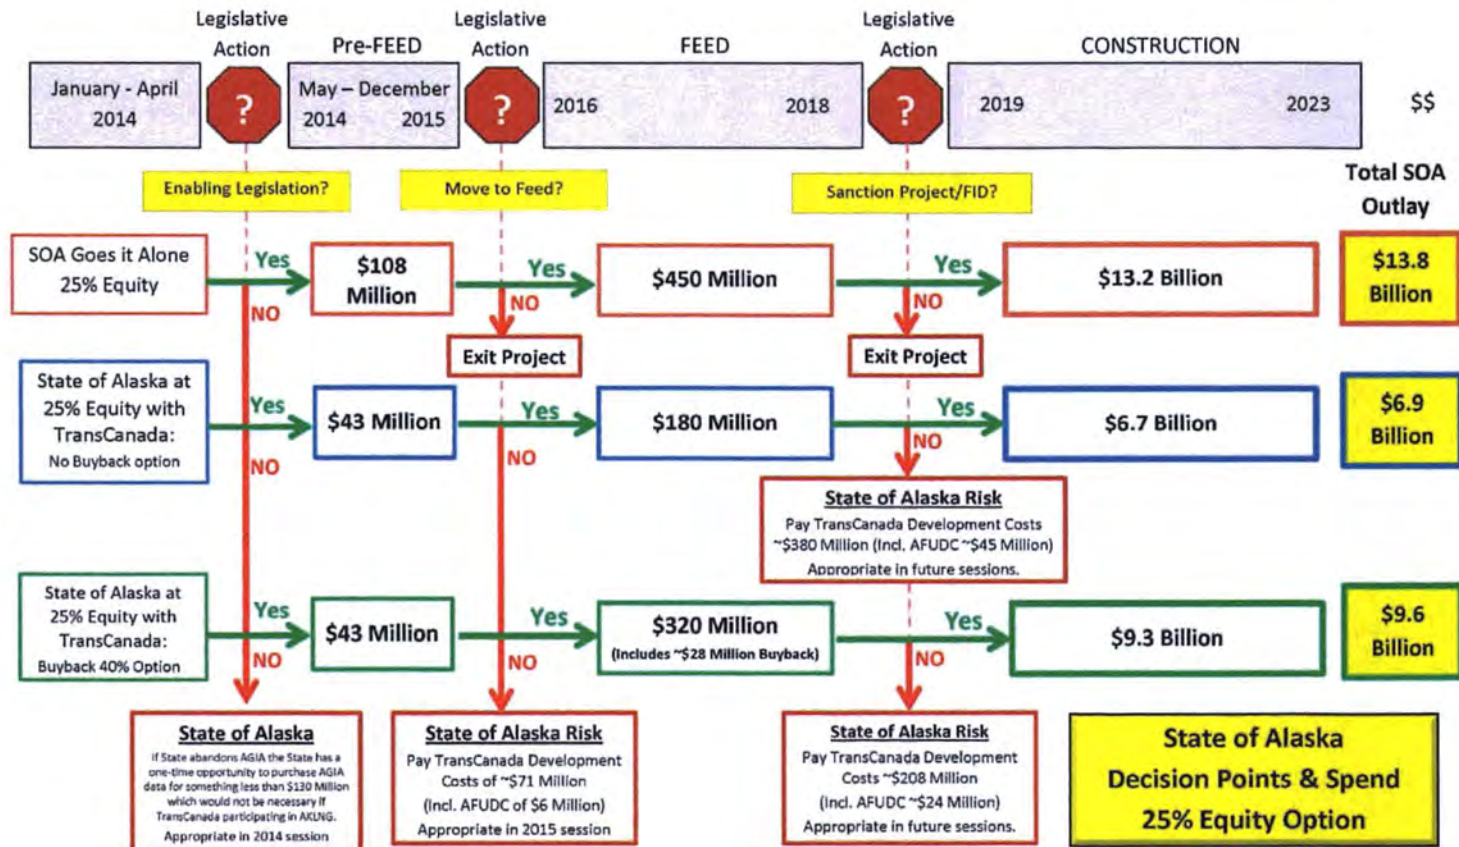 Legislative
Action
Legislative
Action
Legislative
Action
Pre-FEED
FEED
CONSTRUCTION
January - April
2014
?
May – December
2014 2015
?
2016 2018
?
2019 2023
$$
Enabling Legislation?
Move to Feed?
Sanction Project/FID?
Total SOA
Outlay
SOA Goes it Alone
25% Equity
Yes
NO
$108
Million
Yes
NO
$450 Million
Yes
NO
$13.2 Billion
$13.8
Billion
Exit Project
Exit Project
State of Alaska at
25% Equity with
TransCanada:
No Buyback option
Yes
NO
$43 Million
Yes
NO
$180 Million
Yes
NO
$6.7 Billion
$6.9
Billion
State of Alaska Risk
Pay TransCanada Development Costs
~$380 Million (Incl. AFUDC ~$45 Million)
Appropriate in future sessions.
State of Alaska at
25% Equity with
TransCanada:
Buyback 40% Option
Yes
NO
$43 Million
Yes
NO
$320 Million
(Includes ~$28 Million Buyback)
Yes
NO
$9.3 Billion
$9.6
Billion
State of Alaska
If State abandons AGIA the State has a
one-time opportunity to purchase AGIA
data for something less than $130 Million
which would not be necessary if
TransCanada participating in AKLNG.
Appropriate in 2014 session
State of Alaska Risk
Pay TransCanada Development
Costs of ~$71 Million
(Incl. AFUDC of $6 Million)
Appropriate in 2015 session
State of Alaska Risk
Pay TransCanada Development
Costs ~$208 Million
(Incl. AFUDC ~$24 Million)
Appropriate in future sessions.
State of Alaska
Decision Points & Spend
25% Equity Option